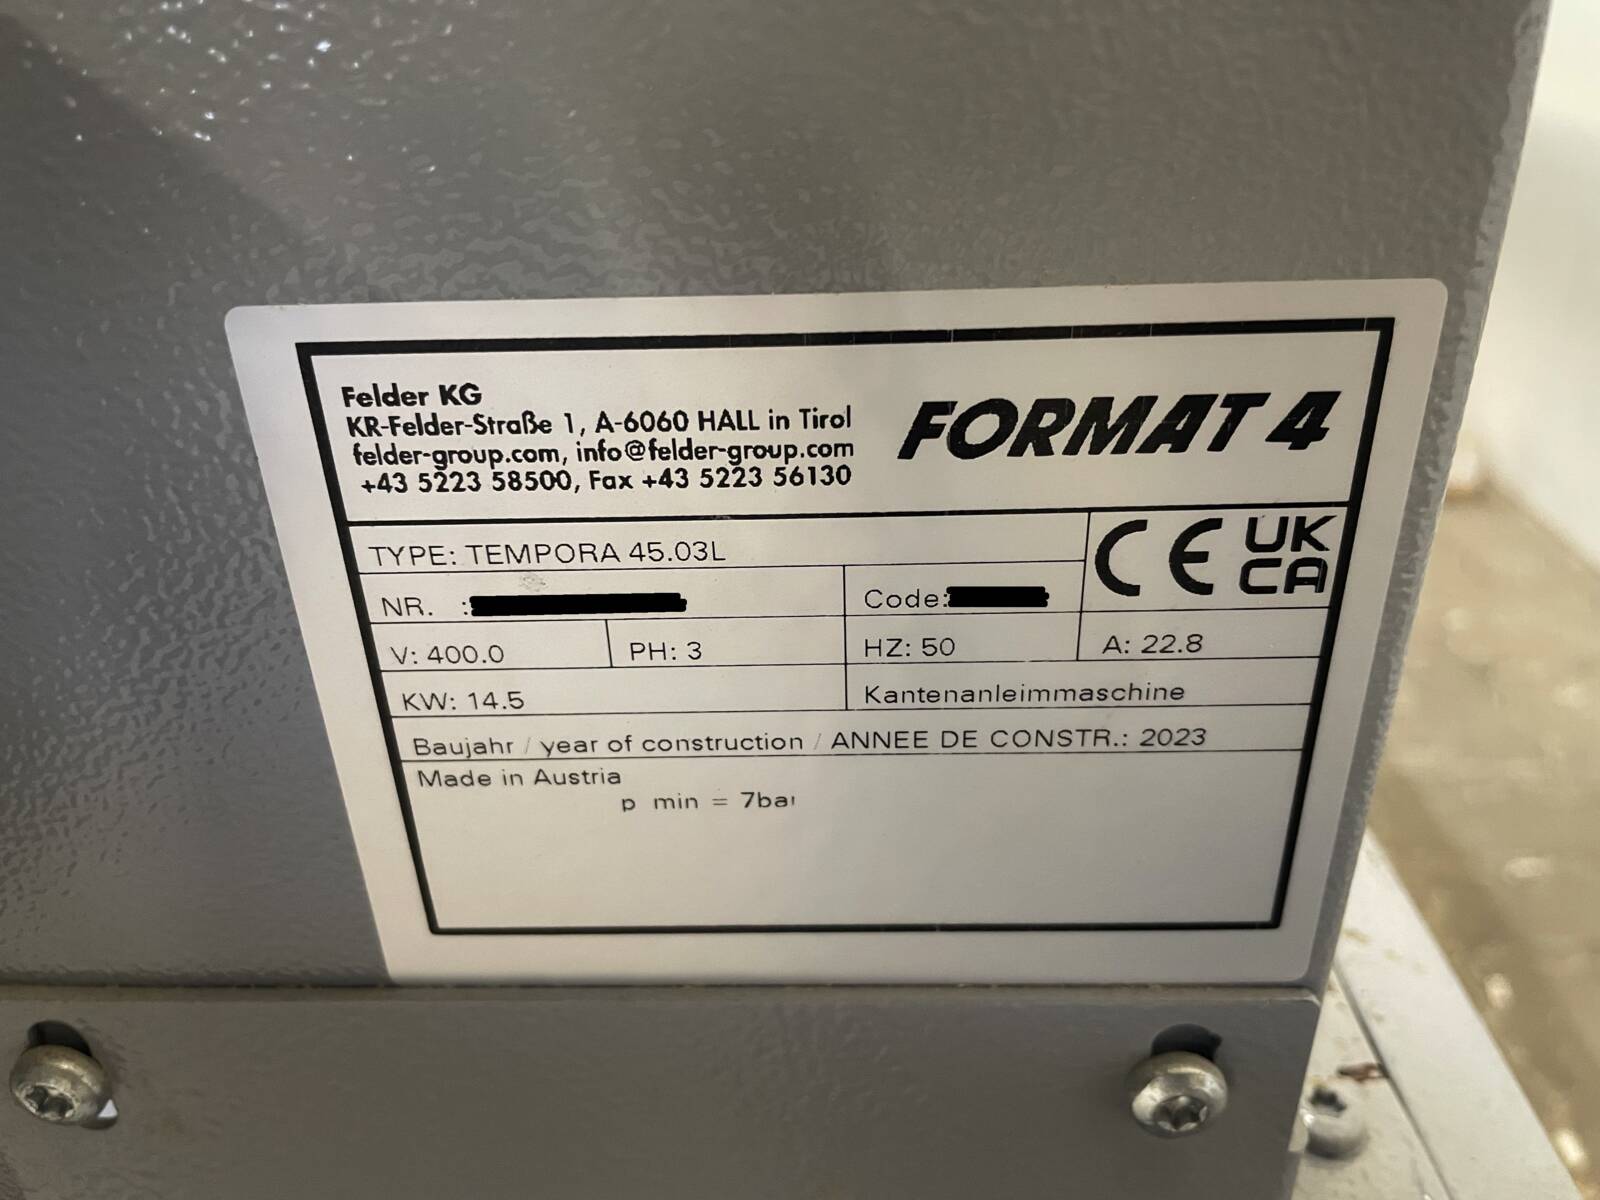 Felder KG
KR-Felder-Straße 1, A-6060 HALL in Tirol
felder-group.com, info@felder-group.com
+43 5223 58500, Fax +43 5223 56130
FORMAT 4
TYPE: TEMPORA 45.03L
CE UK CA
NR. :
Code:
V: 400.0 PH: 3 HZ: 50 A: 22.8
KW: 14.5 Kantenanleimmaschine
Baujahr / year of construction / ANNEE DE CONSTR.: 2023
Made in Austria
p min = 7bar